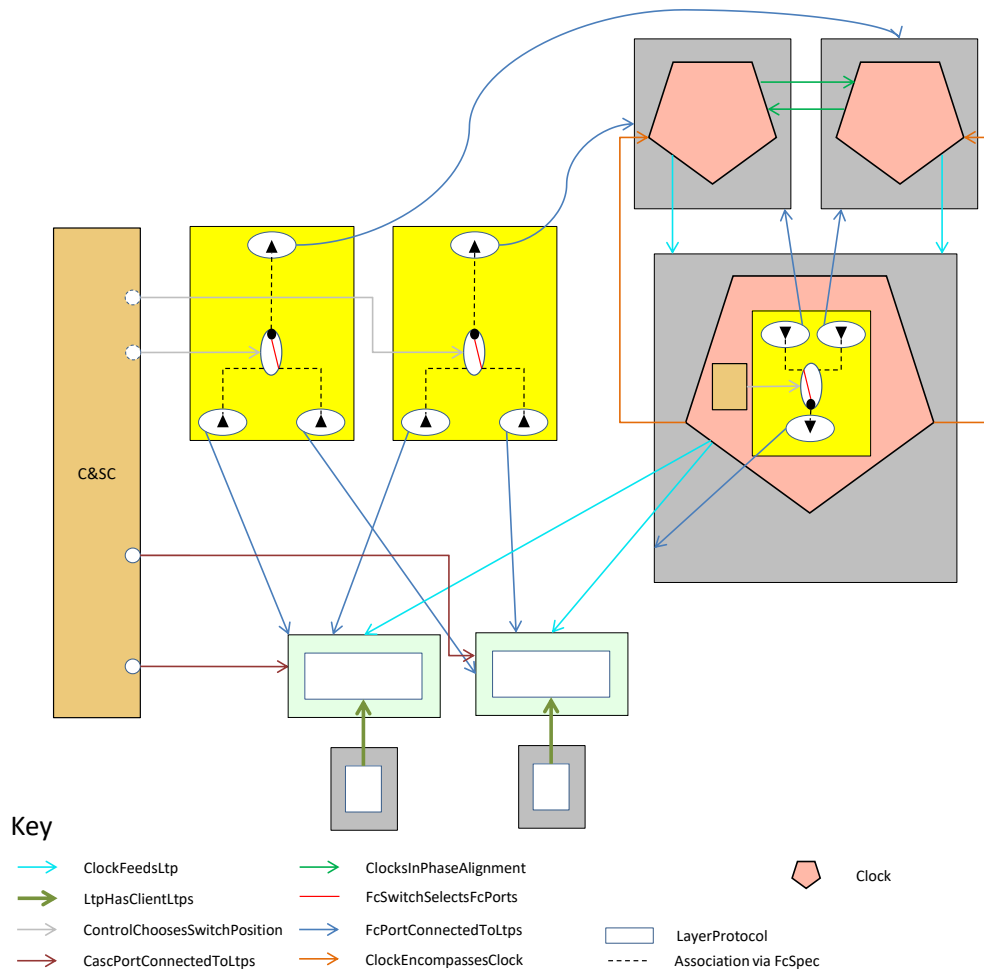 C&SC
Key
ClockFeedsLtp
LtpHasClientLtps
ControlChoosesSwitchPosition
CascPortConnectedToLtps
ClocksInPhaseAlignment
FcSwitchSelectsFcPorts
FcPortConnectedToLtps
ClockEncompassesClock
Clock
LayerProtocol
Association via FcSpec